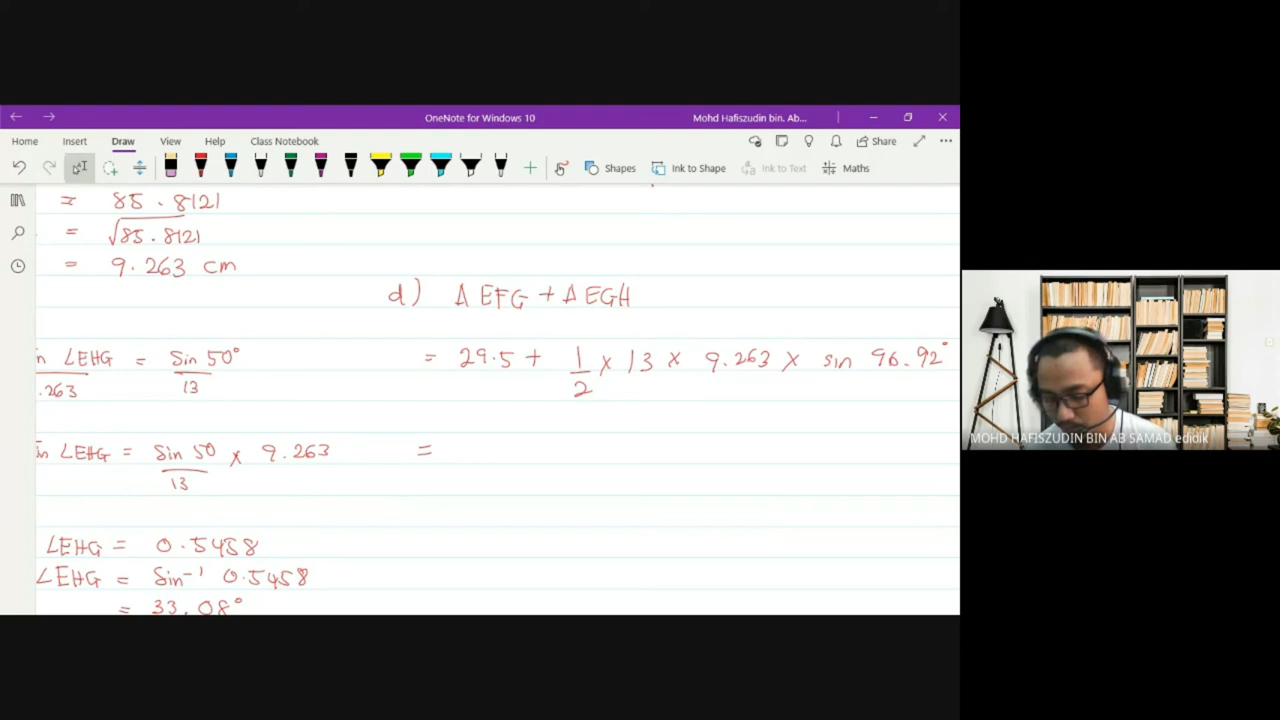 OneNote for Windows 10
Mohd Hafiszudin bin. Ab...
Home Insert Draw View Help Class Notebook
Share
Shapes Ink to Shape Ink to Text Maths
= 85.8121
= √85.8121
= 9.263 cm
∠EHG = Sin 50°
.263 13
∠EHG = Sin 50 × 9.263
13
∠EHG = 0.5458
∠EHG = Sin⁻¹ 0.5458
= 33.08°
d) Δ EFG + Δ EGH
= 29.5 + 1/2 × 13 × 9.263 × sin 96.92°
=
MOHD HAFISZUDIN BIN AB SAMAD edidik